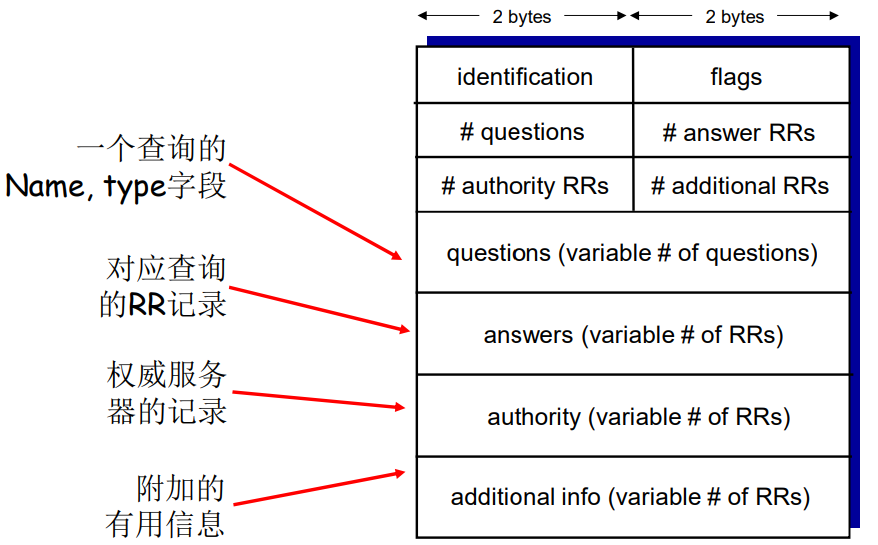 2 bytes 2 bytes
identification flags
# questions # answer RRs
# authority RRs # additional RRs
一个查询的
Name, type字段
questions (variable # of questions)
对应查询
的RR记录
answers (variable # of RRs)
权威服务
器的记录
authority (variable # of RRs)
附加的
有用信息
additional info (variable # of RRs)